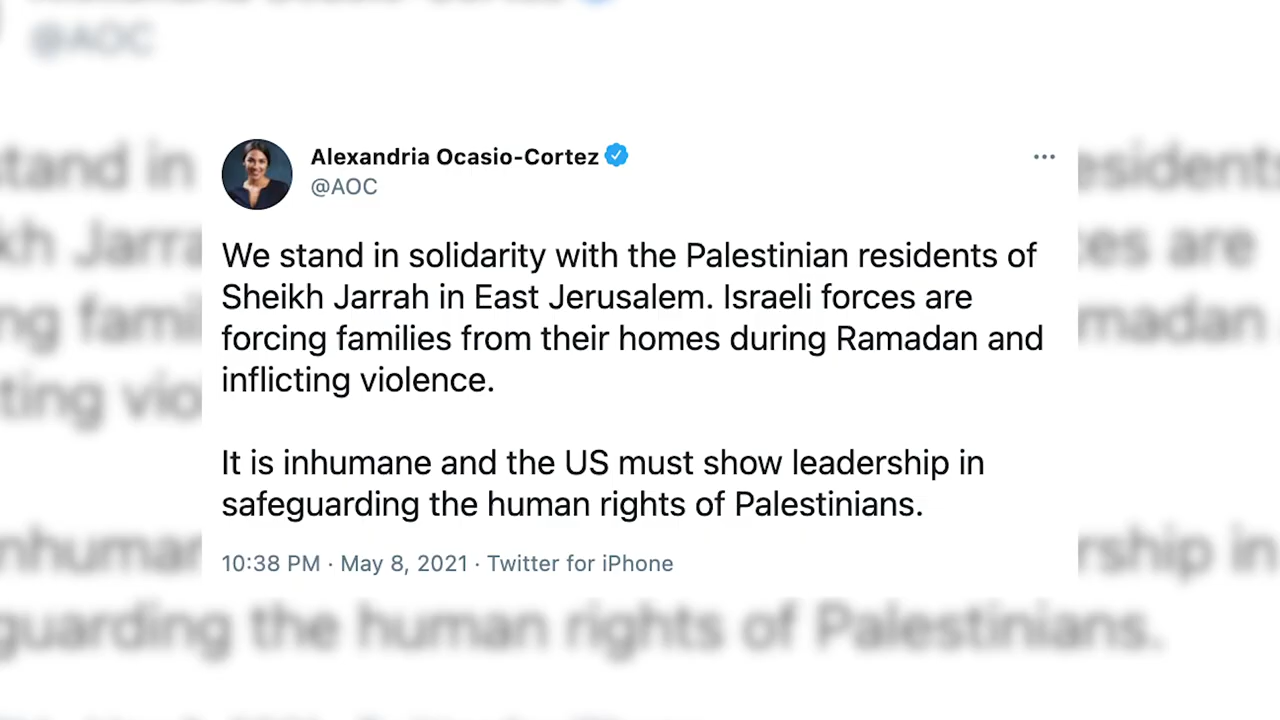 @AOC
Alexandria Ocasio-Cortez
@AOC
We stand in solidarity with the Palestinian residents of
Sheikh Jarrah in East Jerusalem. Israeli forces are
forcing families from their homes during Ramadan and
inflicting violence.
It is inhumane and the US must show leadership in
safeguarding the human rights of Palestinians.
10:38 PM · May 8, 2021 · Twitter for iPhone